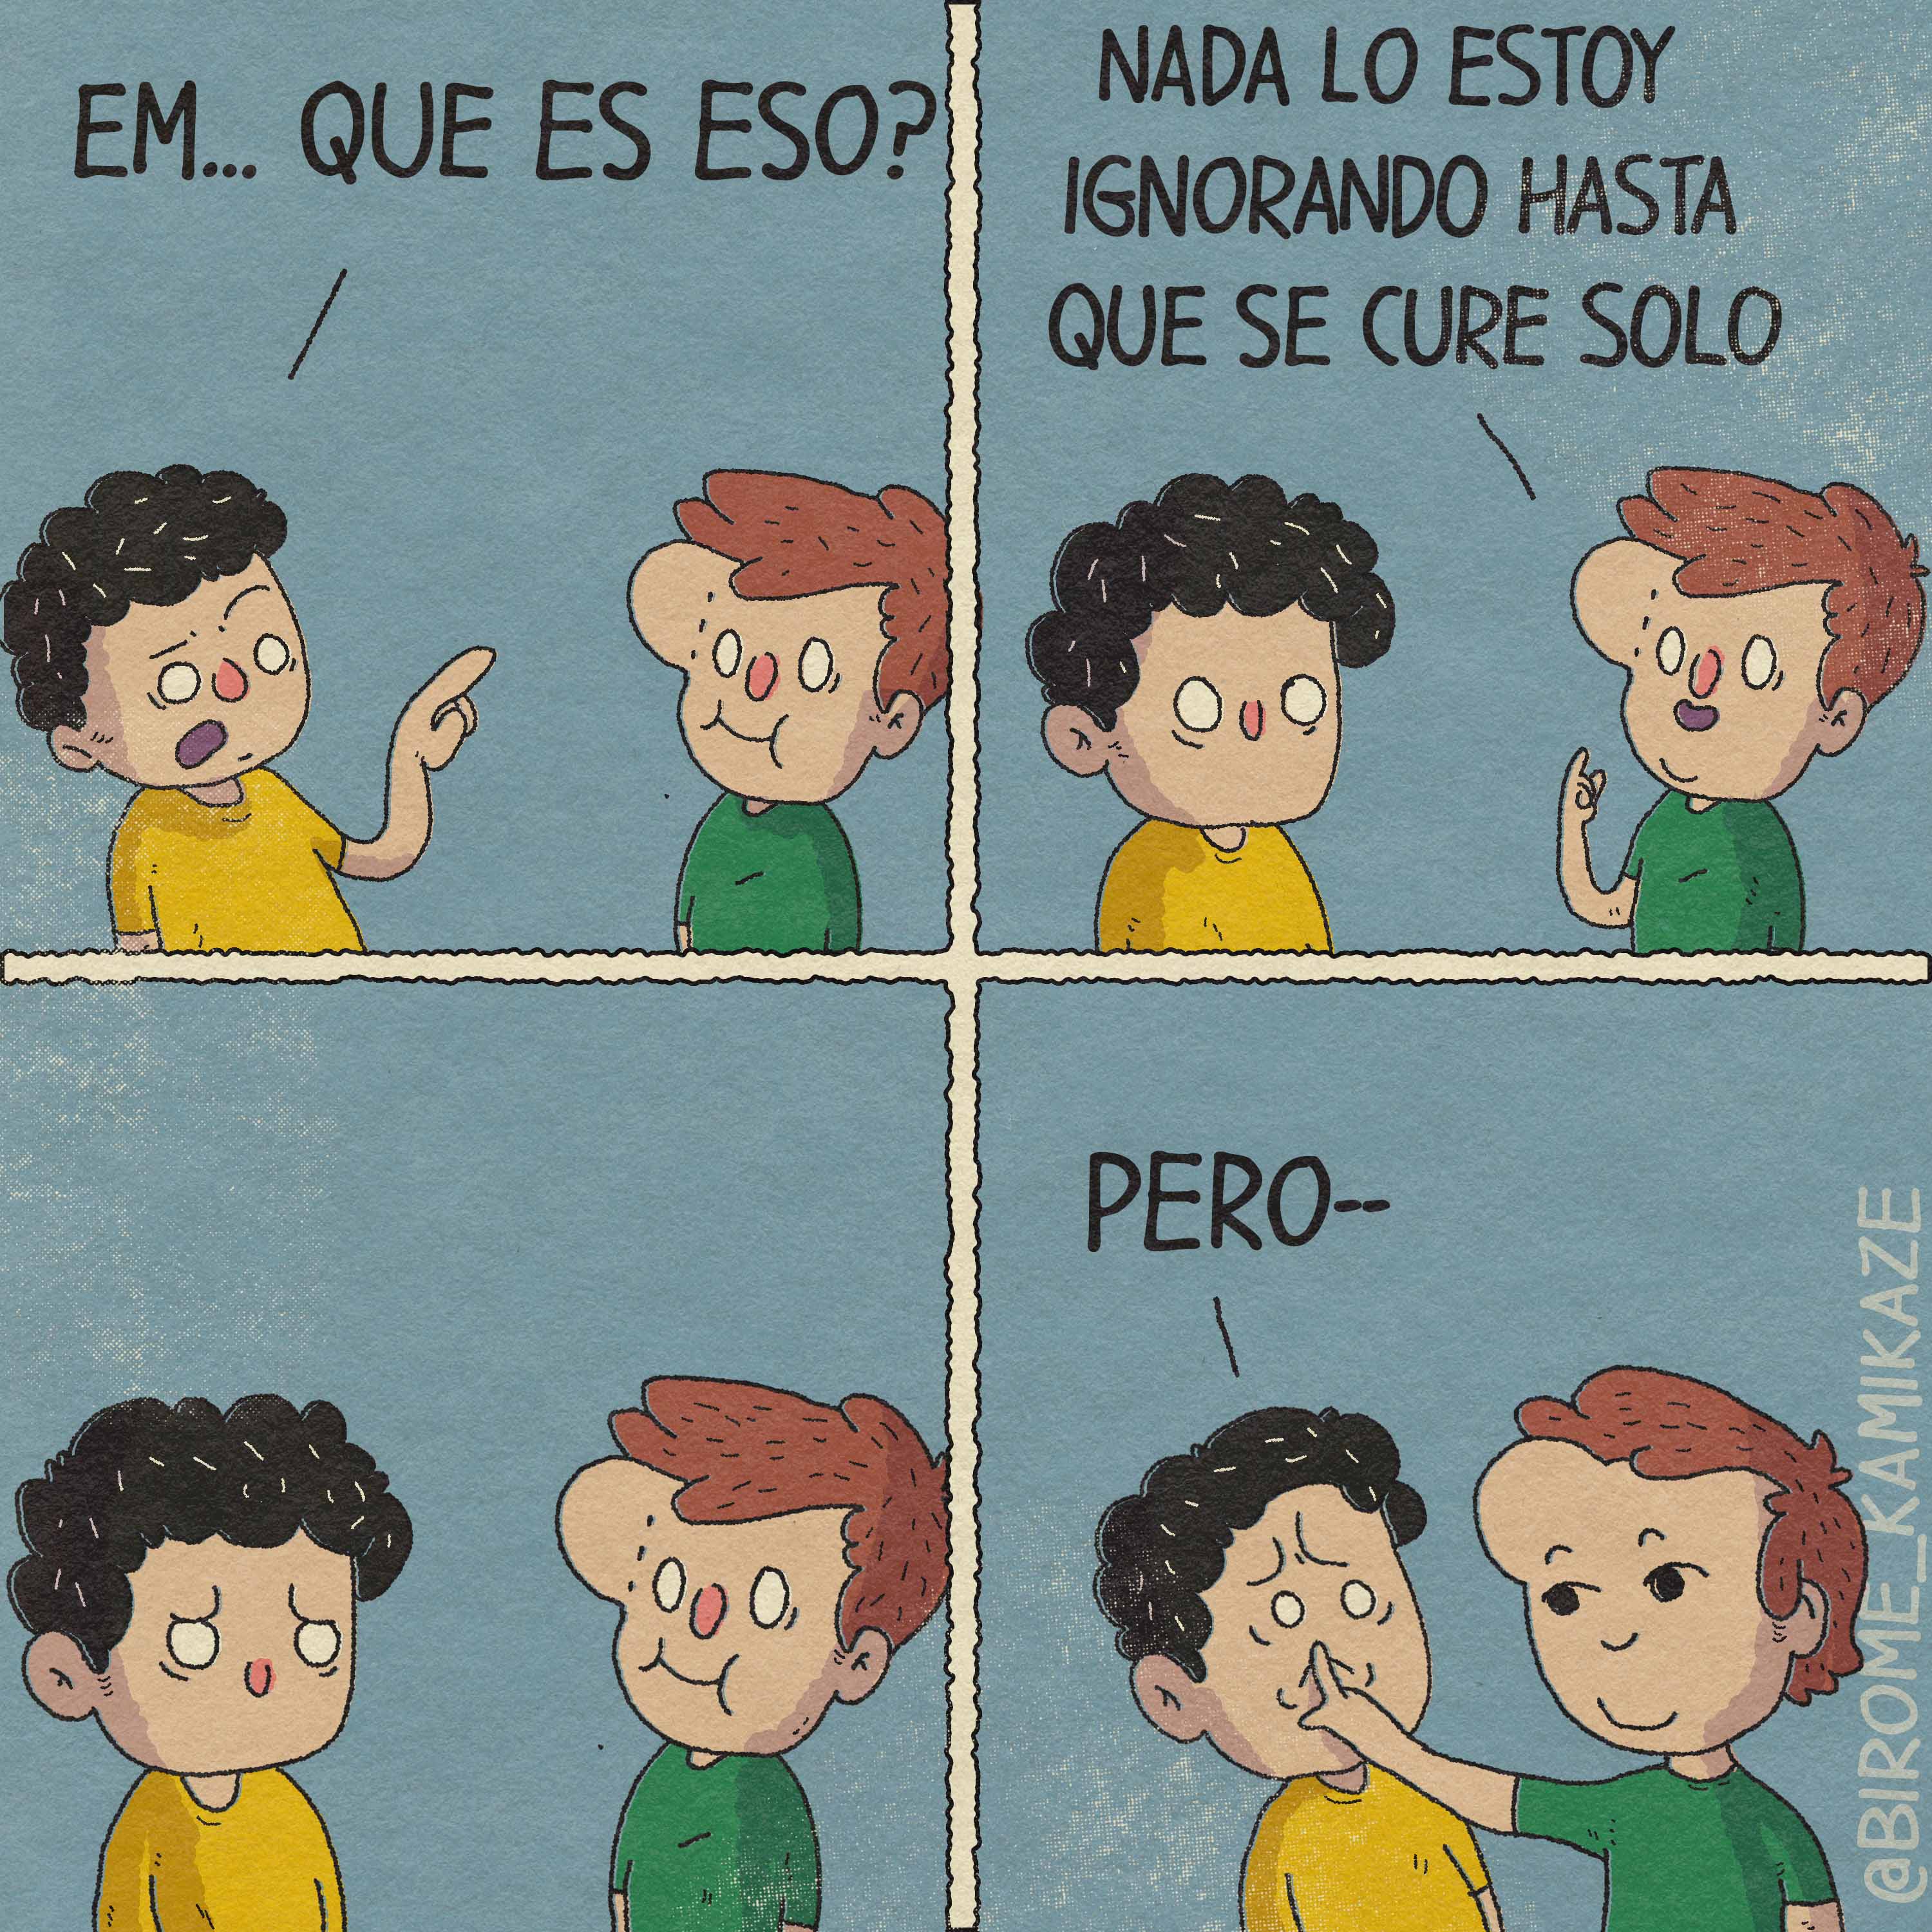 EM... QUE ES ESO?
NADA LO ESTOY
IGNORANDO HASTA
QUE SE CURE SOLO
PERO--
@BIROME_KAMIKAZE